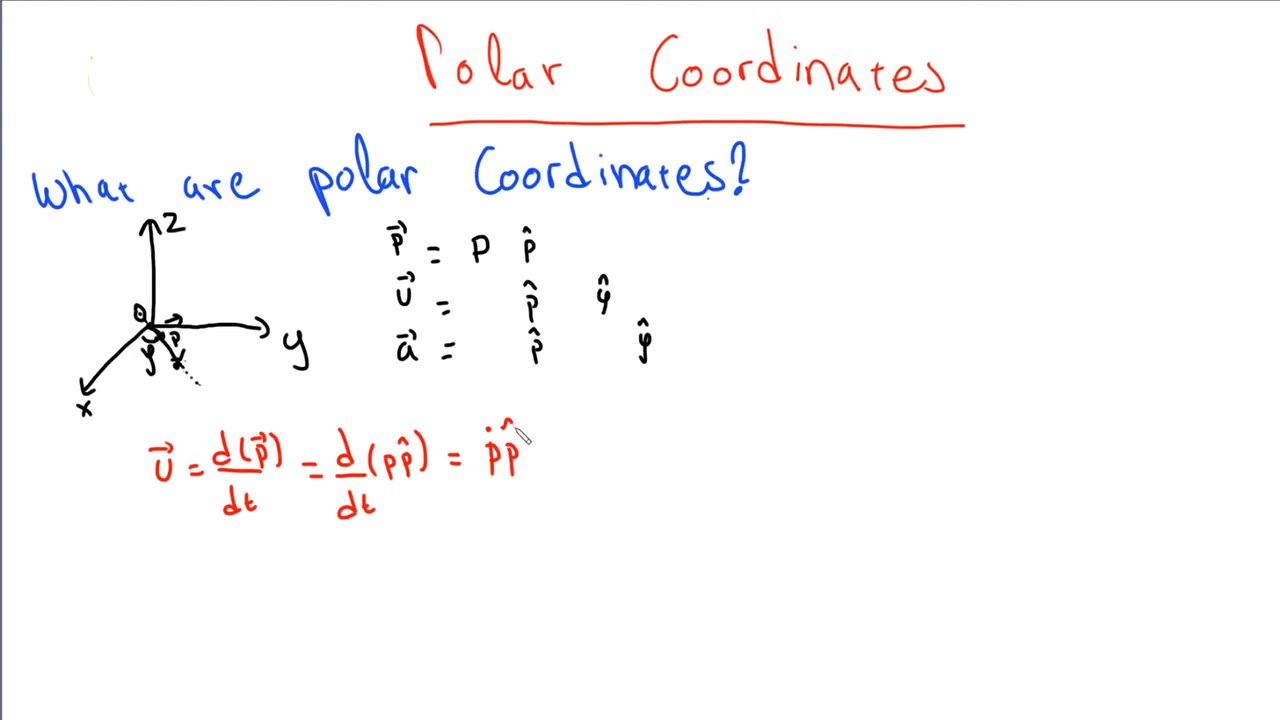 Polar Coordinates
What are polar Coordinates?
Z
y
x
φ
p⃗
p⃗ = p p̂
υ⃗ = p̂ φ̂
a⃗ = p̂ φ̂
υ⃗ = d(p⃗)/dt = d/dt (pp̂) = ṗp̂